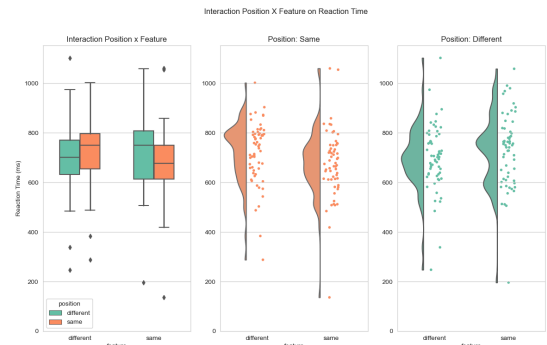 Interaction Position X Feature on Reaction Time
Interaction Position x Feature
Position: Same
Position: Different
Reaction Time (ms)
1000
800
600
400
200
0
position
different
same
different
same
different
same
different
same